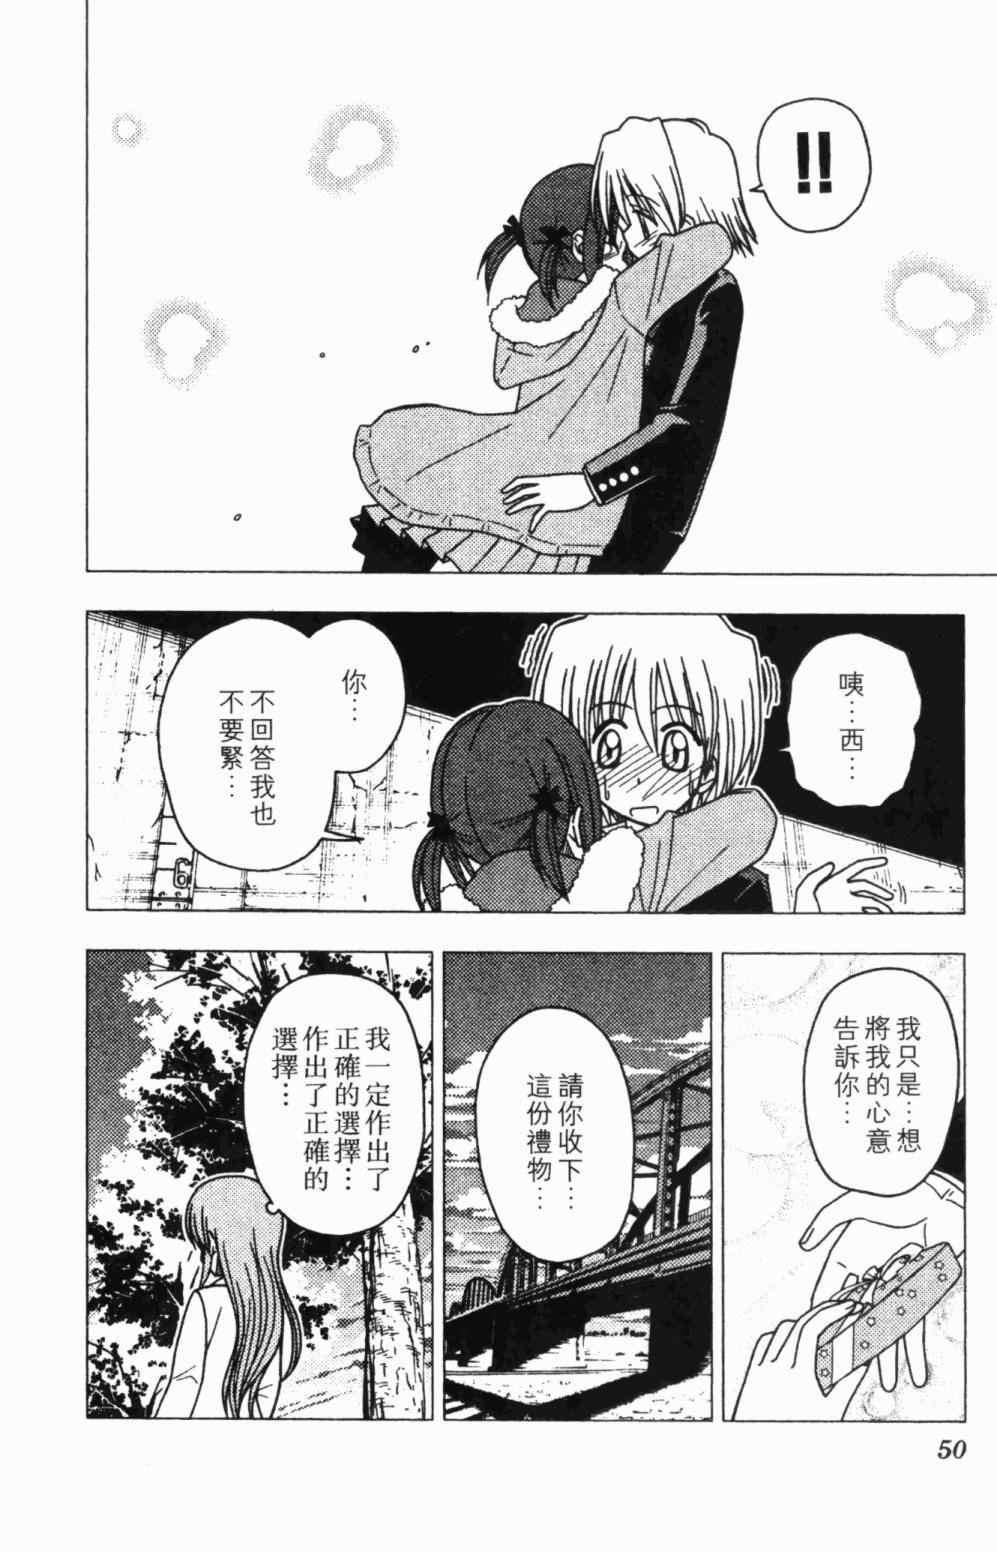 !!
咦…西…
你…
不回答我也
不要緊…
6
我只是…想
將我的心意
告訴你…
請你收下…
這份禮物…
我一定作出了
正確的選擇…
作出了正確的
選擇…
50